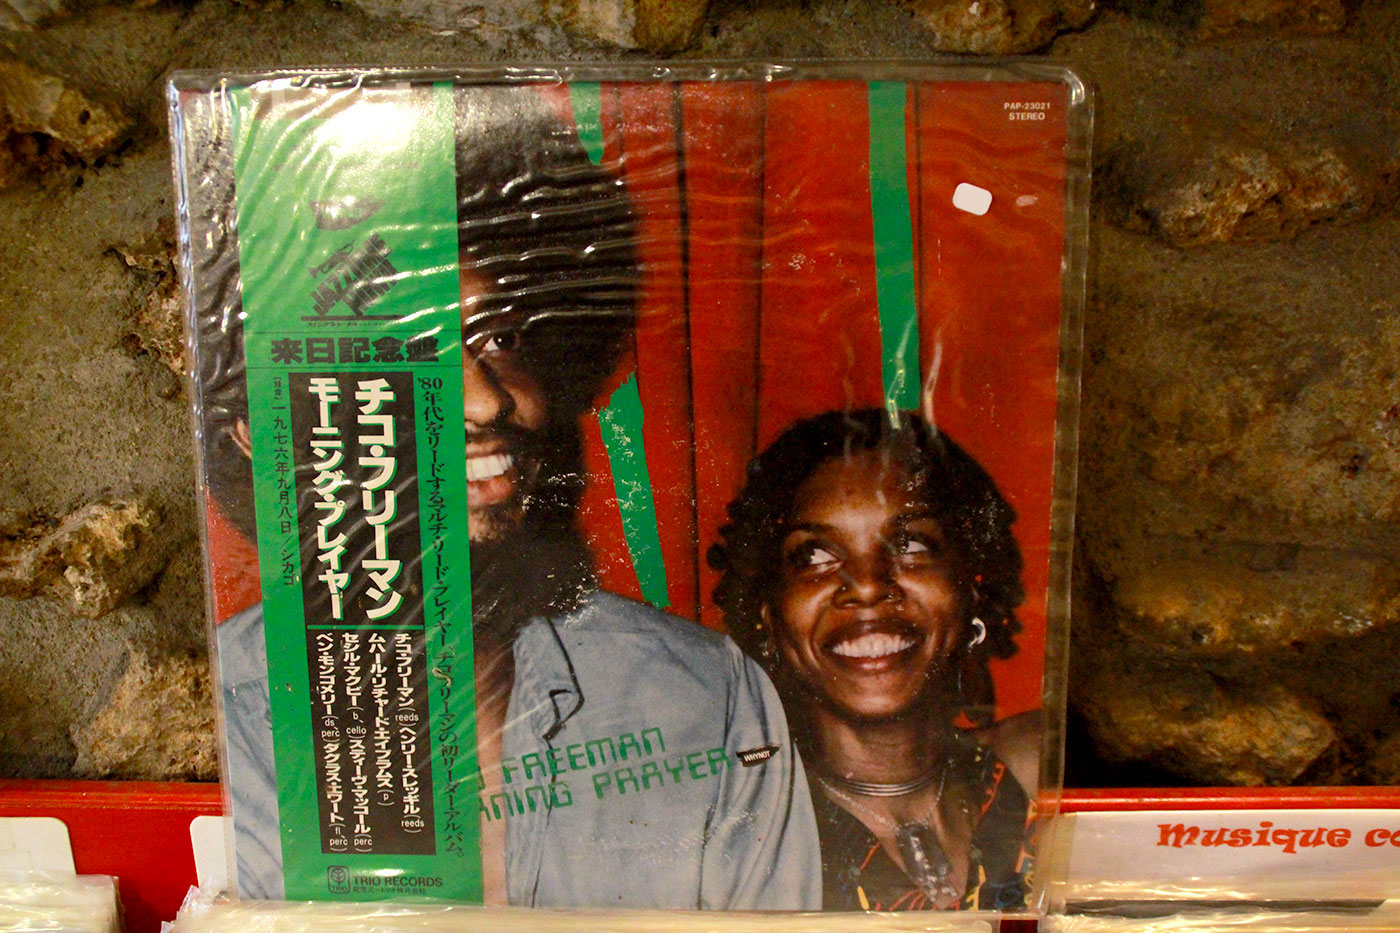 PAP-23021
STEREO
来日記念盤
'80年代をリードするマルチ・リード・プレイヤー、チコ・フリーマンの初リーダー・アルバム。
チコ・フリーマン
モーニング・プレイヤー
一九七六年九月八日／シカゴ
チコ・フリーマン(reeds)ヘンリー・スレッギル(reeds)
ムハール・リチャード・エイブラムス(p)
セシル・マクビー(b、cello)スティーヴ・マッコール(perc)
ベン・モンゴメリー(ds、perc)ダグラス・エワート(fl、perc)
FREEMAN
NING PRAYER
WHYNOT
TRIO
TRIO RECORDS
Musique co